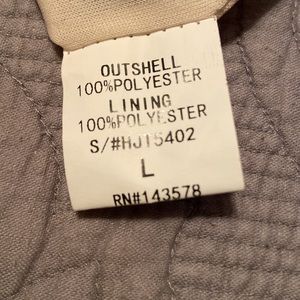 OUTSHELL
100%POLYESTER
LINING
100%POLYESTER
S/#HJ15402
L
RN#143578